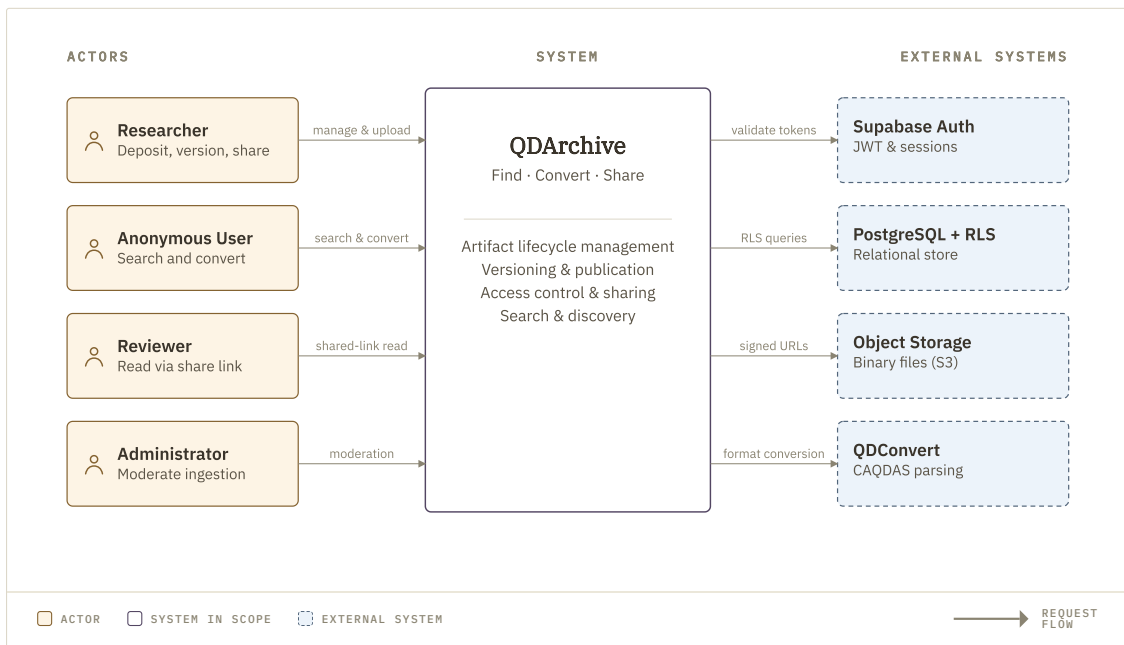 ACTORS
SYSTEM
EXTERNAL SYSTEMS
Researcher
Deposit, version, share
manage & upload
QDArchive
Find · Convert · Share
validate tokens
Supabase Auth
JWT & sessions
Anonymous User
Search and convert
search & convert
Artifact lifecycle management
Versioning & publication
Access control & sharing
Search & discovery
RLS queries
PostgreSQL + RLS
Relational store
Reviewer
Read via share link
shared-link read
signed URLs
Object Storage
Binary files (S3)
Administrator
Moderate ingestion
moderation
format conversion
QDConvert
CAQDAS parsing
ACTOR
SYSTEM IN SCOPE
EXTERNAL SYSTEM
REQUEST
FLOW